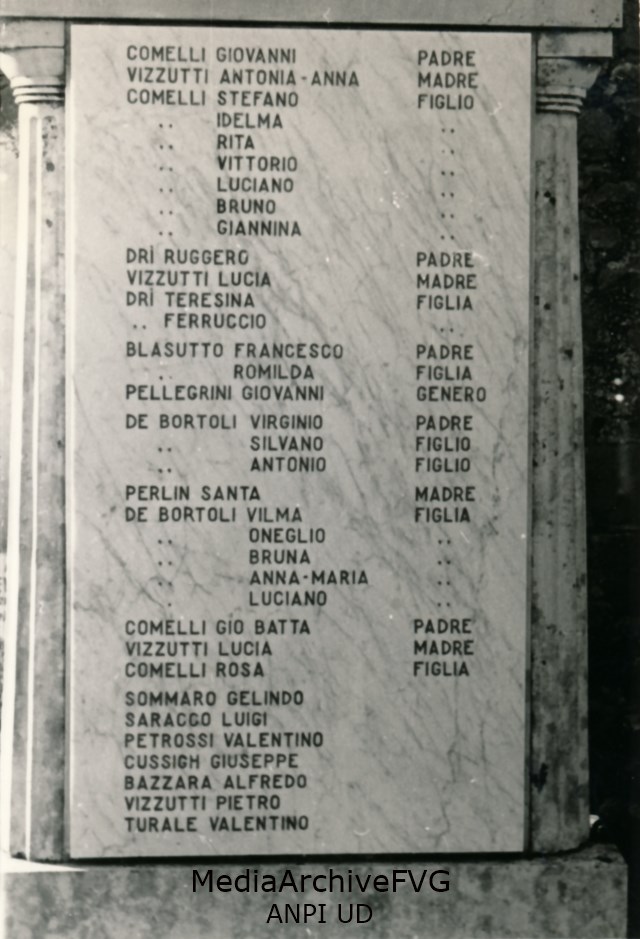 COMELLI GIOVANNI PADRE
VIZZUTTI ANTONIA-ANNA MADRE
COMELLI STEFANO FIGLIO
.. IDELMA ..
.. RITA ..
.. VITTORIO ..
.. LUCIANO ..
.. BRUNO ..
.. GIANNINA ..
DRÌ RUGGERO PADRE
VIZZUTTI LUCIA MADRE
DRÌ TERESINA FIGLIA
.. FERRUCCIO ..
BLASUTTO FRANCESCO PADRE
.. ROMILDA FIGLIA
PELLEGRINI GIOVANNI GENERO
DE BORTOLI VIRGINIO PADRE
.. SILVANO FIGLIO
.. ANTONIO FIGLIO
PERLIN SANTA MADRE
DE BORTOLI VILMA FIGLIA
.. ONEGLIO ..
.. BRUNA ..
.. ANNA-MARIA ..
.. LUCIANO ..
COMELLI GIO BATTA PADRE
VIZZUTTI LUCIA MADRE
COMELLI ROSA FIGLIA
SOMMARO GELINDO
SARACCO LUIGI
PETROSSI VALENTINO
CUSSIGH GIUSEPPE
BAZZARA ALFREDO
VIZZUTTI PIETRO
TURALE VALENTINO
MediaArchiveFVG
ANPI UD